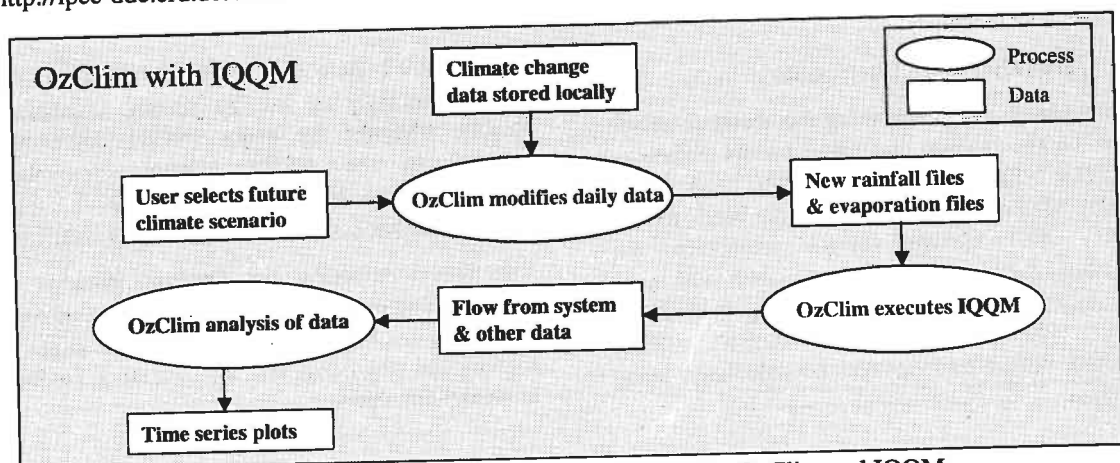 OzClim with IQQM
Climate change
data stored locally
Process
Data
User selects future
climate scenario
OzClim modifies daily data
New rainfall files
& evaporation files
OzClim analysis of data
Flow from system
& other data
OzClim executes IQQM
Time series plots